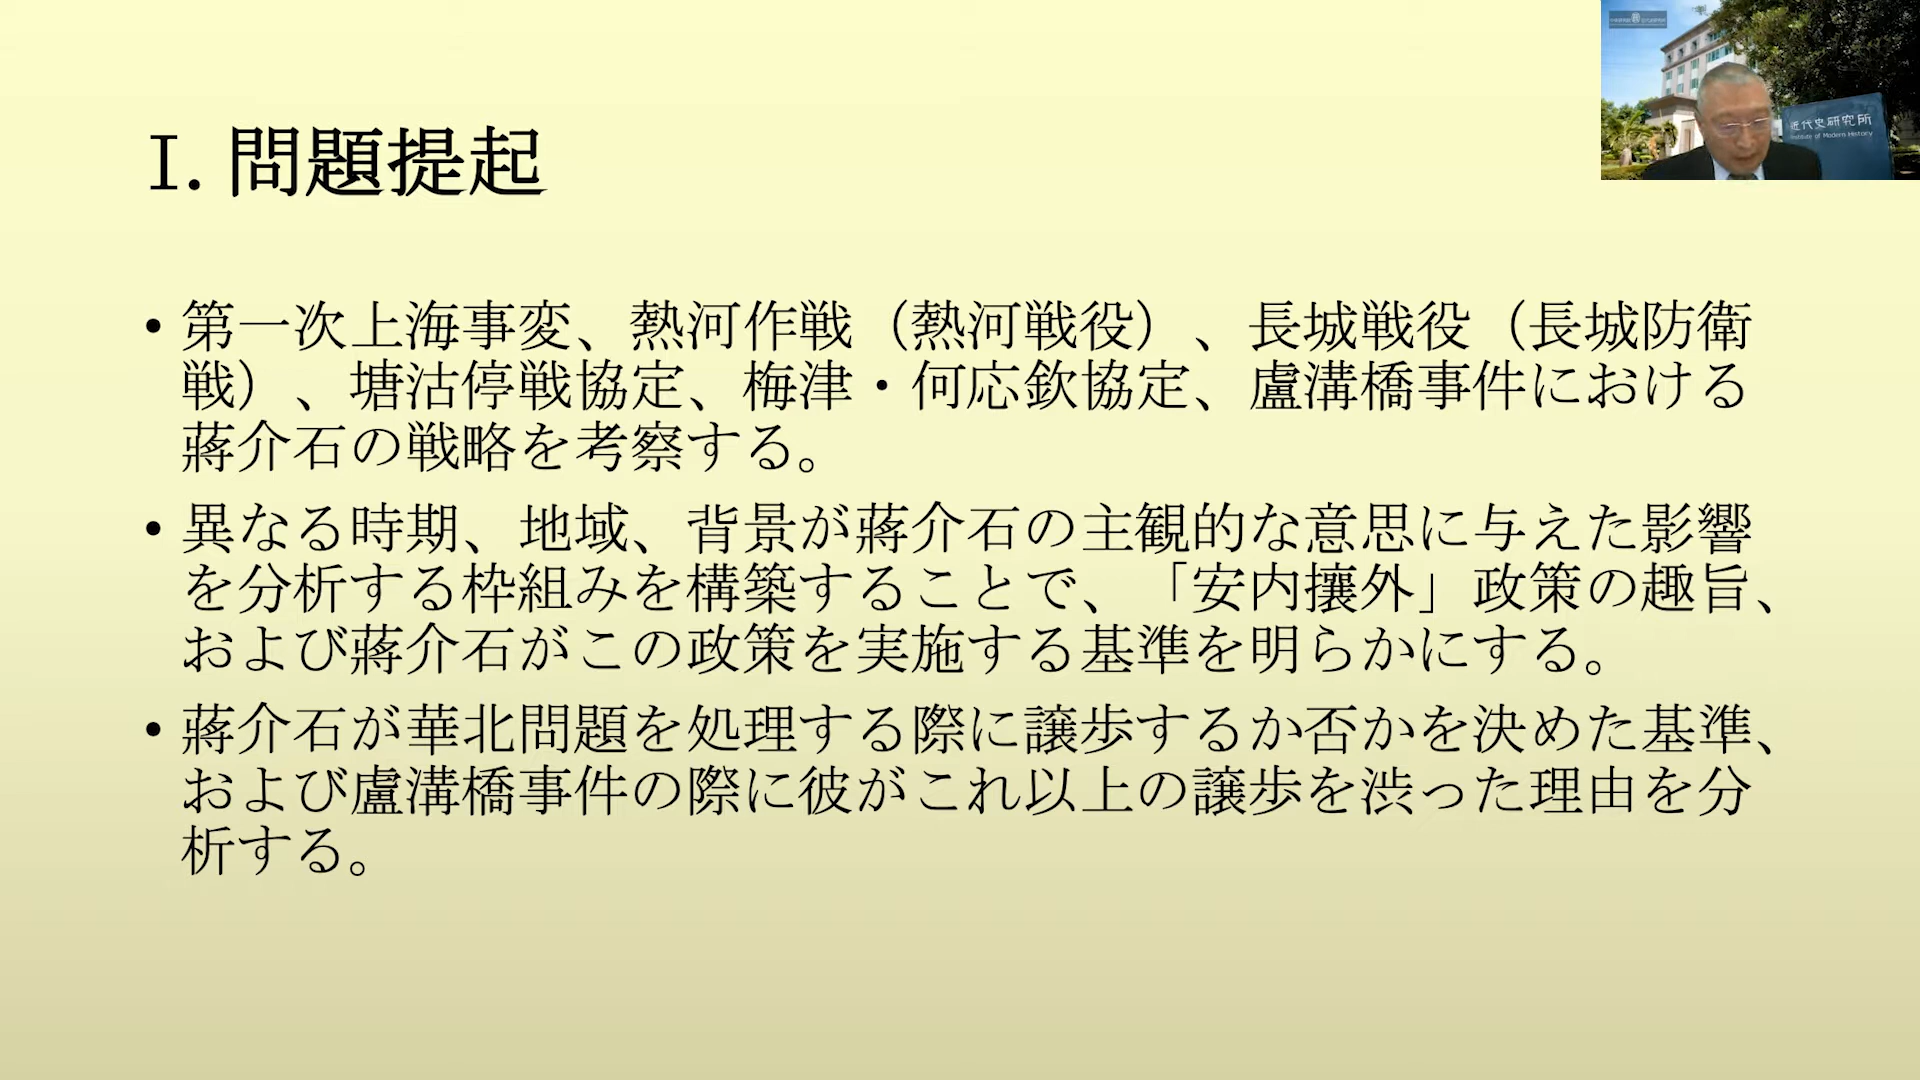 I. 問題提起
• 第一次上海事変、熱河作戦（熱河戦役）、長城戦役（長城防衛
戦）、塘沽停戦協定、梅津・何応欽協定、盧溝橋事件における
蔣介石の戦略を考察する。
• 異なる時期、地域、背景が蔣介石の主観的な意思に与えた影響
を分析する枠組みを構築することで、「安内攘外」政策の趣旨、
および蔣介石がこの政策を実施する基準を明らかにする。
• 蔣介石が華北問題を処理する際に譲歩するか否かを決めた基準、
および盧溝橋事件の際に彼がこれ以上の譲歩を渋った理由を分
析する。
近代史研究所
Institute of Modern History